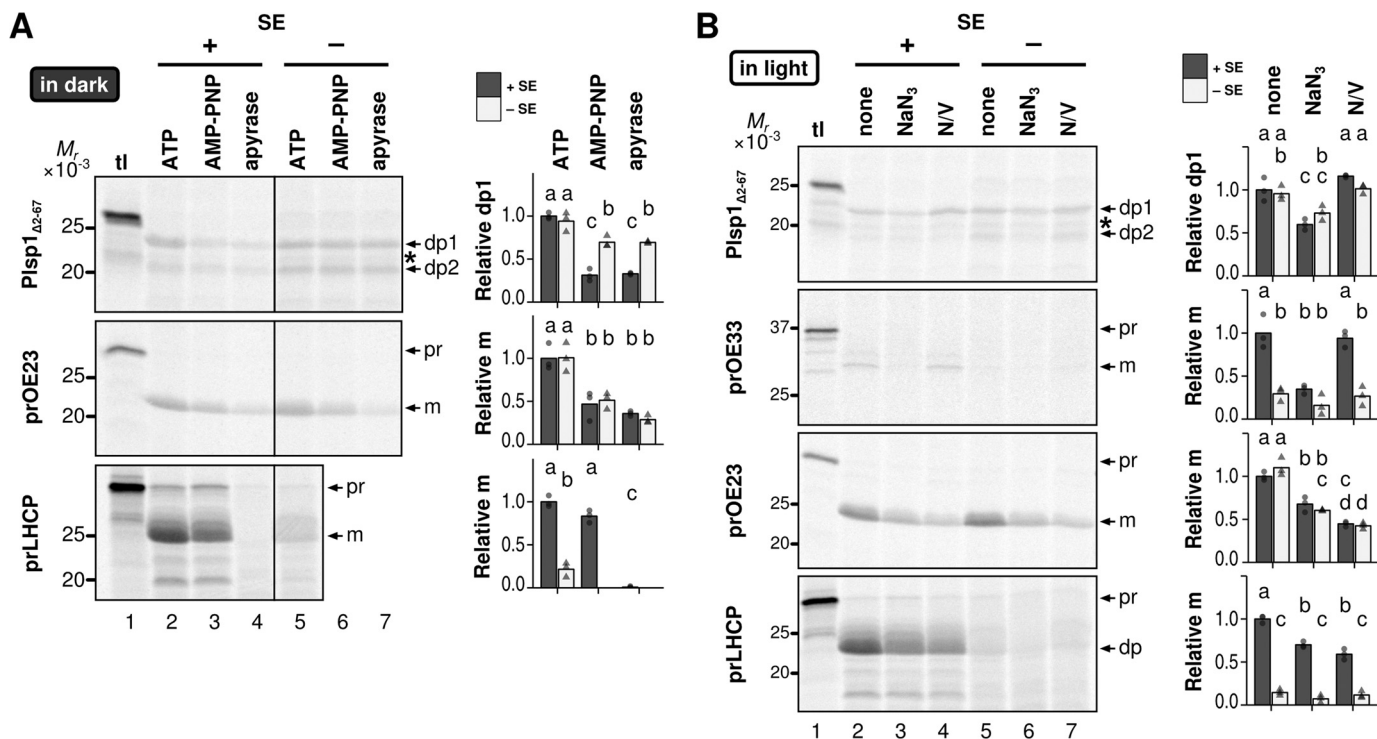 A
SE
+
−
in dark
Mr
×10-3
tl
ATP
AMP-PNP
apyrase
ATP
AMP-PNP
apyrase
Plsp1Δ2-67
25
20
dp1
*
dp2
prOE23
25
20
pr
m
prLHCP
25
20
pr
m
1 2 3 4 5 6 7
+ SE
− SE
ATP
AMP-PNP
apyrase
Relative dp1
1.0
0.5
0.0
a a c b c b
Relative m
1.0
0.5
0.0
a a b b b b
Relative m
1.0
0.5
0.0
a b a c
B
SE
+
−
in light
Mr
×10-3
tl
none
NaN3
N/V
none
NaN3
N/V
Plsp1Δ2-67
25
20
dp1
*
dp2
prOE33
37
25
pr
m
prOE23
25
20
pr
m
prLHCP
25
20
pr
dp
1 2 3 4 5 6 7
+ SE
− SE
none
NaN3
N/V
Relative dp1
1.0
0.5
0.0
a a b b a a
c c
Relative m
1.0
0.5
0.0
a b b b a b
Relative m
1.0
0.5
0.0
a a b b c
c d d
Relative m
1.0
0.5
0.0
a c b c b c